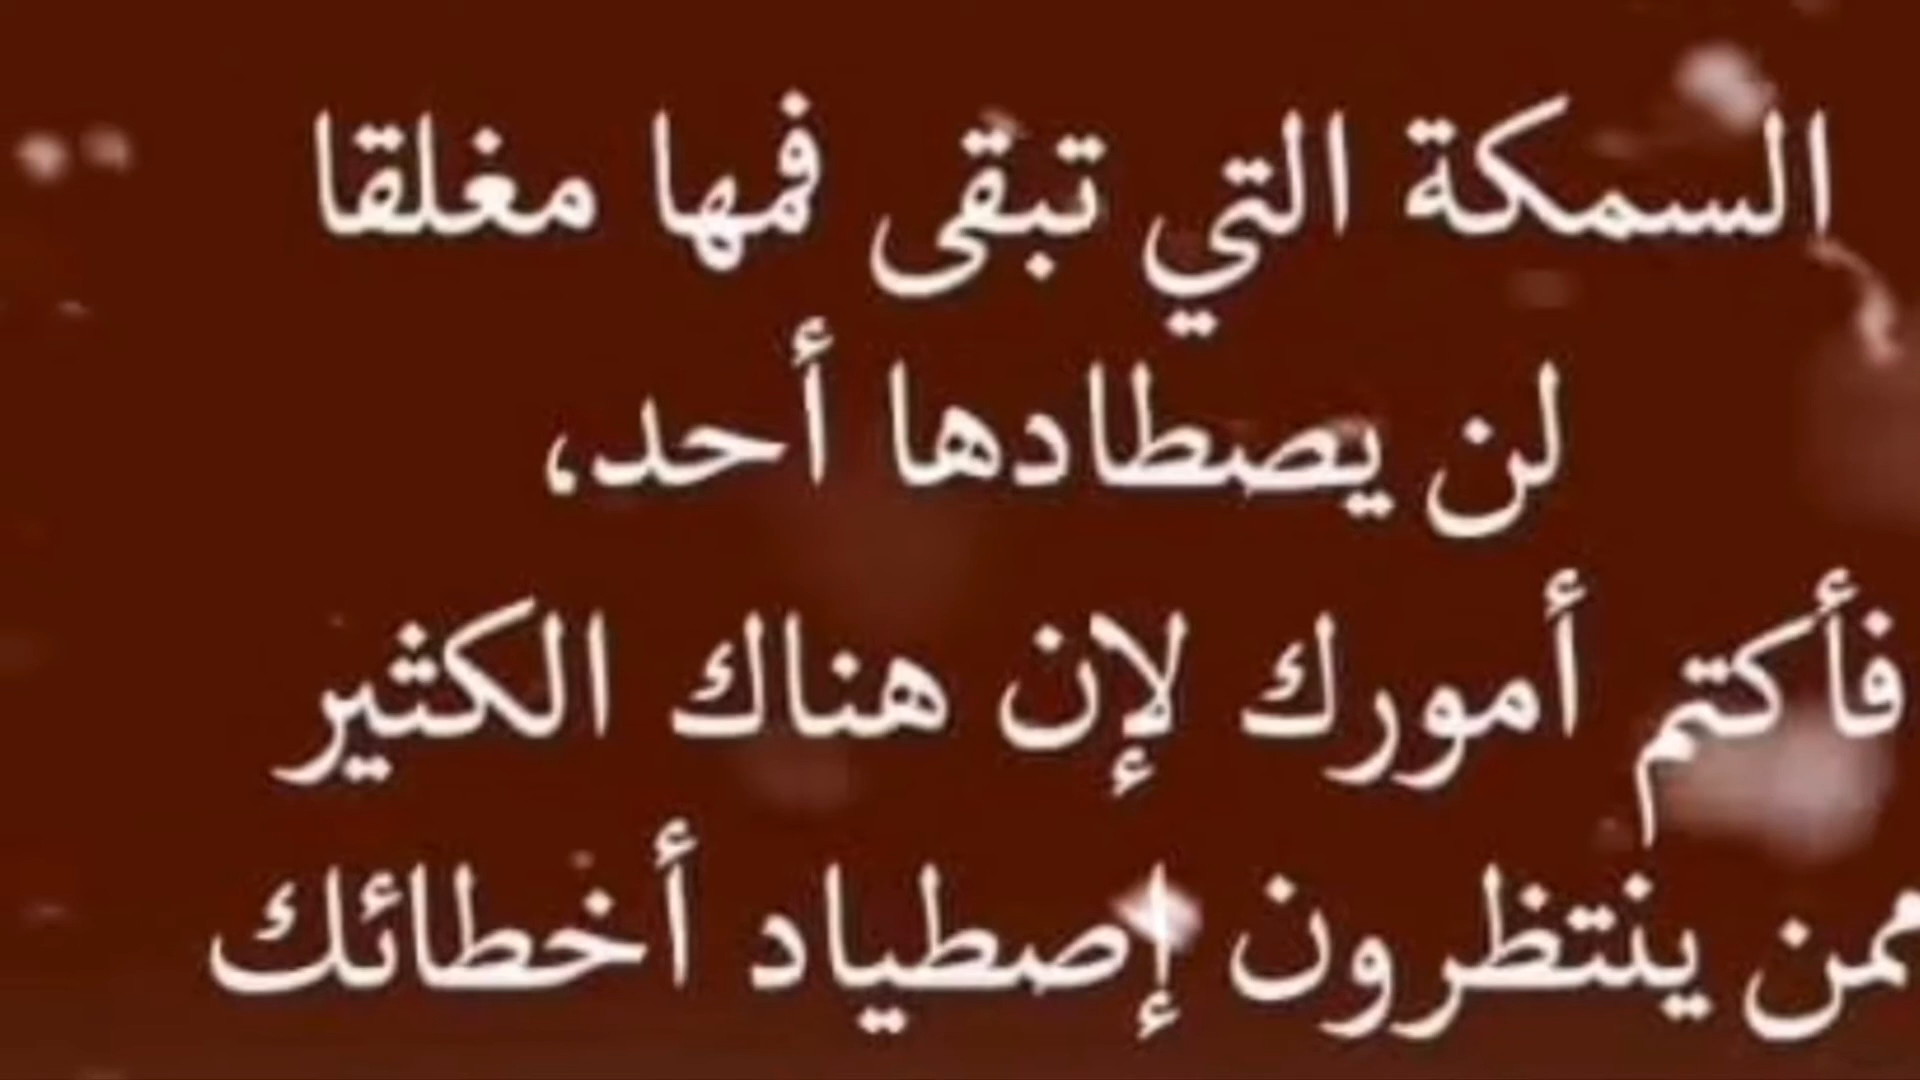 السمكة التي تبقى فمها مغلقا
لن يصطادها أحد،
فأكتم أمورك لإن هناك الكثير
ممن ينتظرون إصطياد أخطائك